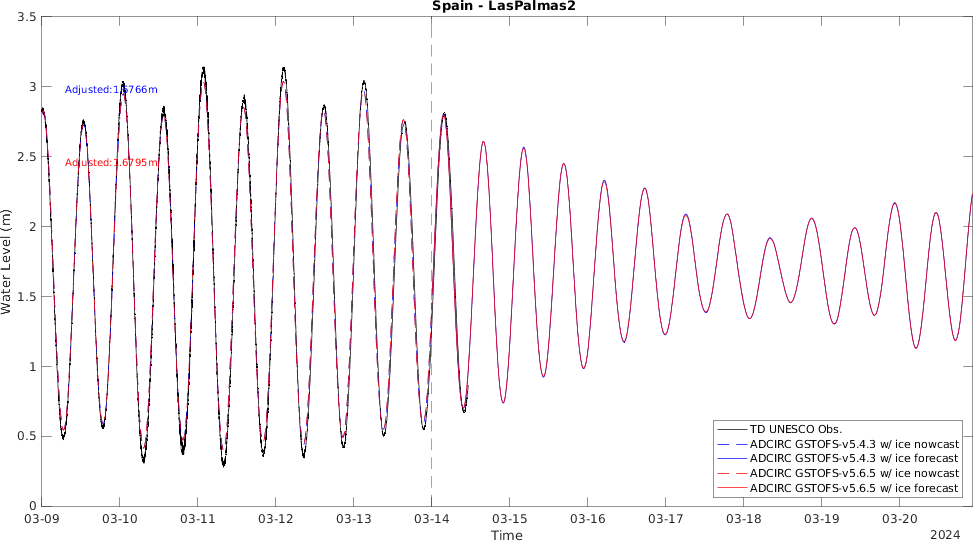 Spain - LasPalmas2
3.5
3
2.5
2
1.5
1
0.5
0
Water Level (m)
Adjusted:1.6766m
Adjusted:1.6795m
TD UNESCO Obs.
ADCIRC GSTOFS-v5.4.3 w/ ice nowcast
ADCIRC GSTOFS-v5.4.3 w/ ice forecast
ADCIRC GSTOFS-v5.6.5 w/ ice nowcast
ADCIRC GSTOFS-v5.6.5 w/ ice forecast
03-09 03-10 03-11 03-12 03-13 03-14 03-15 03-16 03-17 03-18 03-19 03-20
Time
2024